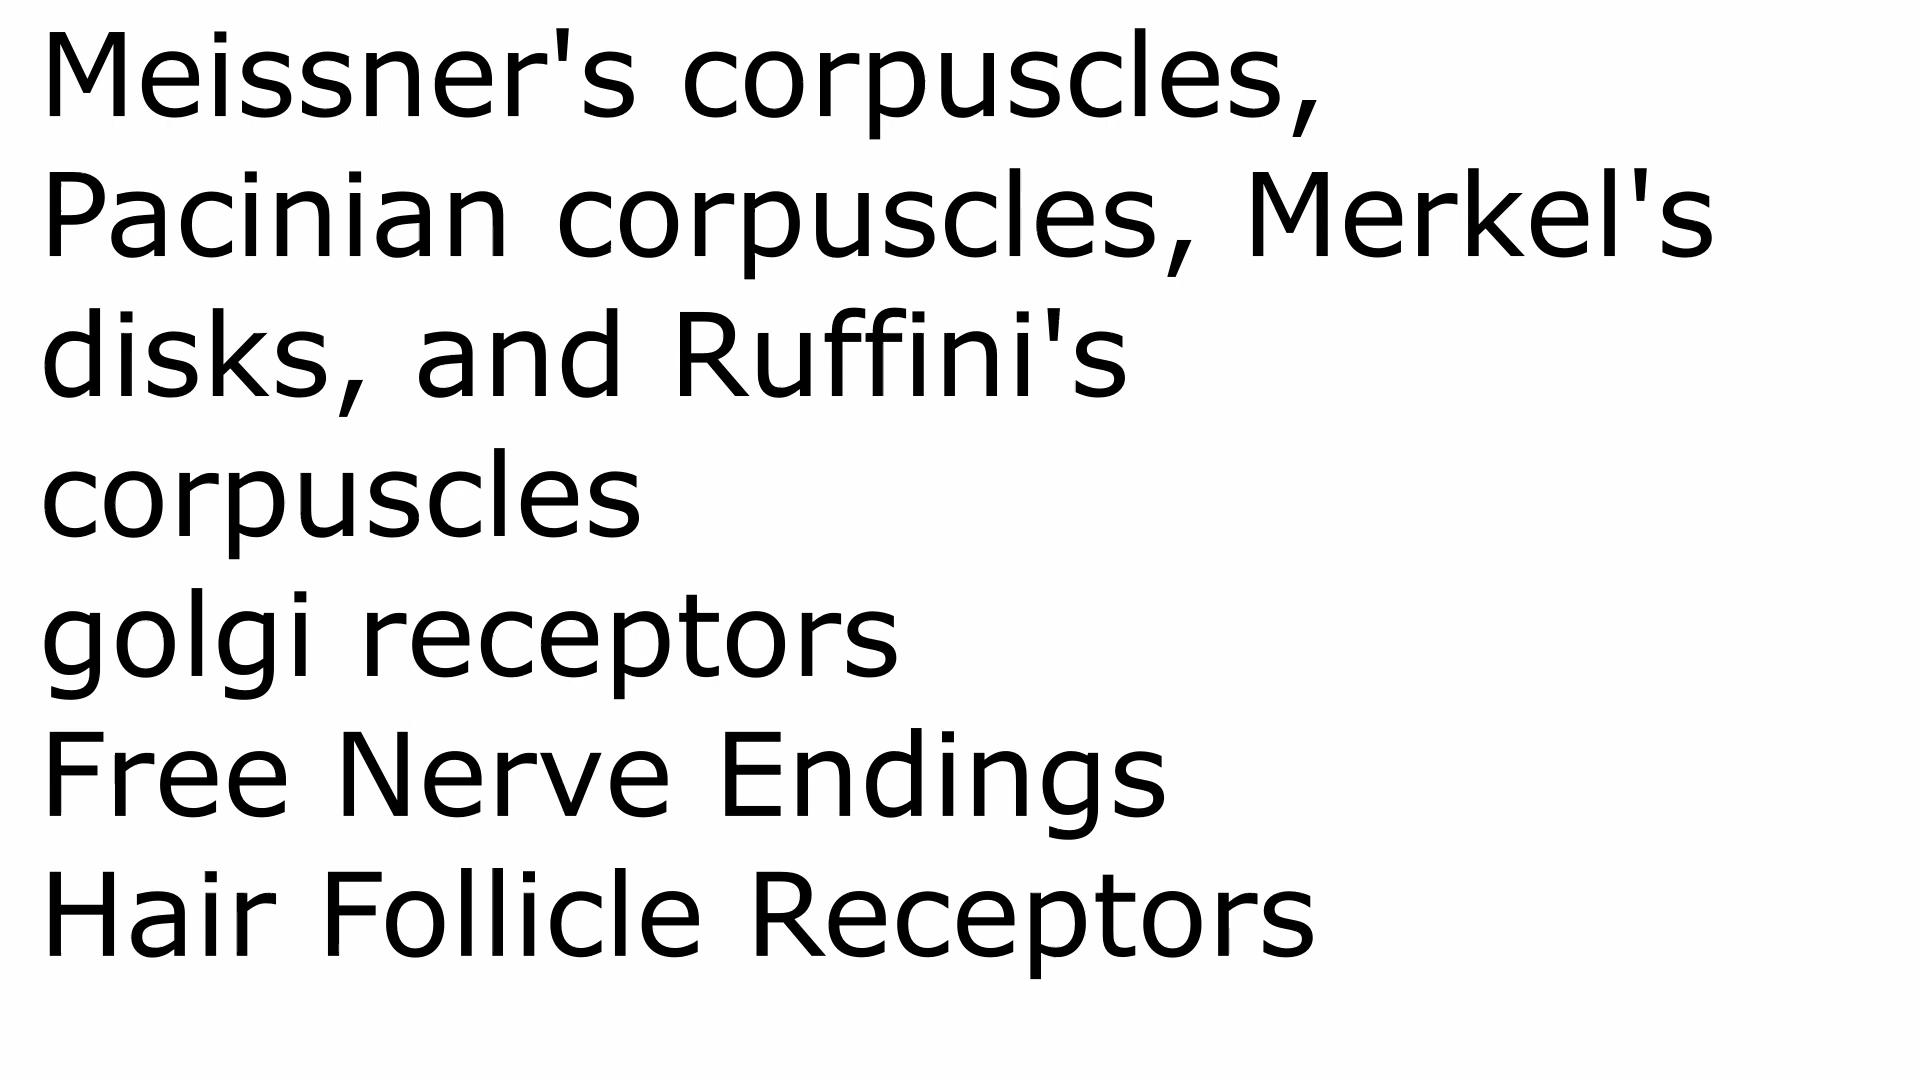 Meissner's corpuscles,
Pacinian corpuscles, Merkel's
disks, and Ruffini's
corpuscles
golgi receptors
Free Nerve Endings
Hair Follicle Receptors